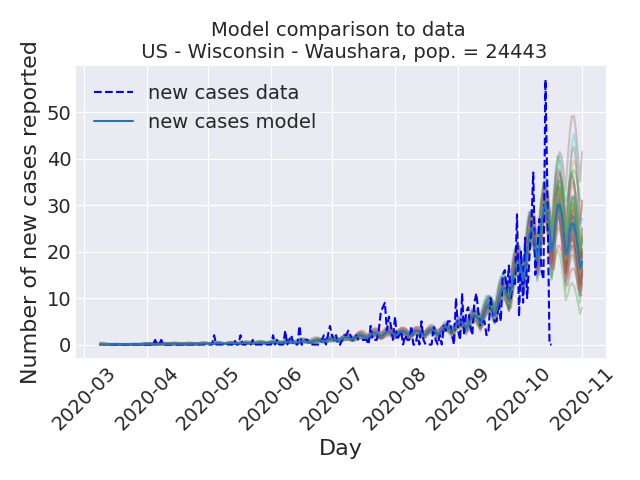 Model comparison to data
US - Wisconsin - Waushara, pop. = 24443
Number of new cases reported
new cases data
new cases model
50
40
30
20
10
0
2020-03
2020-04
2020-05
2020-06
2020-07
2020-08
2020-09
2020-10
2020-11
Day